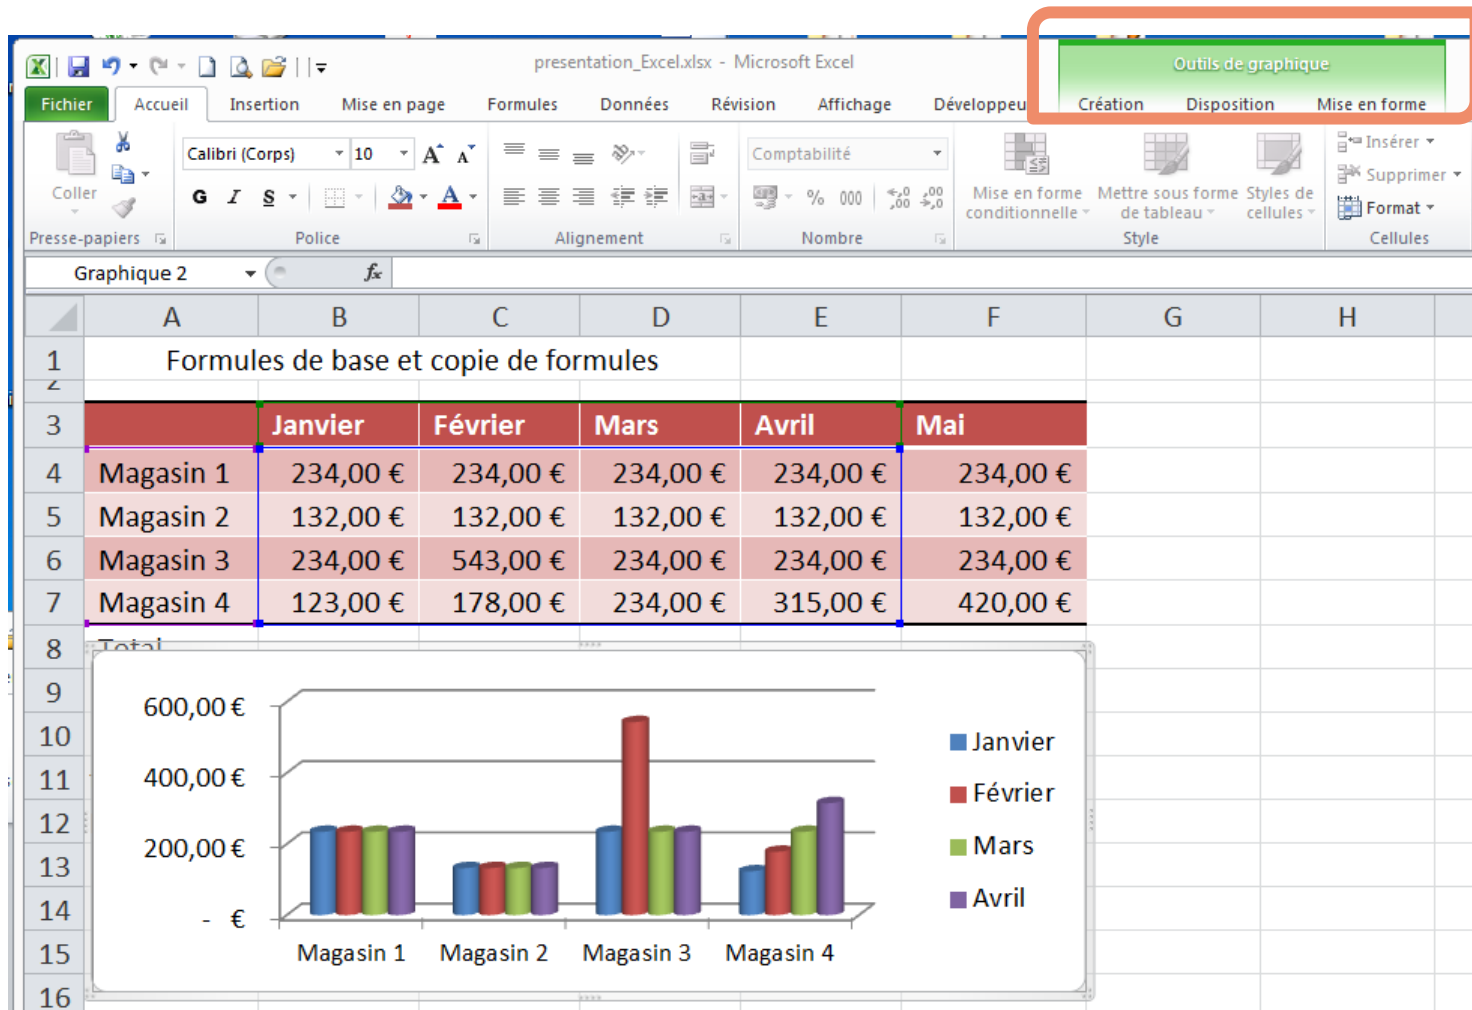 presentation_Excel.xlsx - Microsoft Excel
Outils de graphique
Fichier Accueil Insertion Mise en page Formules Données Révision Affichage Développeu Création Disposition Mise en forme
Calibri (Corps) 10 A A Comptabilité Insérer
Supprimer
Coller G I S A % 000 Mise en forme conditionnelle Mettre sous forme de tableau Styles de cellules Format
Presse-papiers Police Alignement Nombre Style Cellules
Graphique 2 fx
A B C D E F G H
1 Formules de base et copie de formules
2
3 Janvier Février Mars Avril Mai
4 Magasin 1 234,00 € 234,00 € 234,00 € 234,00 € 234,00 €
5 Magasin 2 132,00 € 132,00 € 132,00 € 132,00 € 132,00 €
6 Magasin 3 234,00 € 543,00 € 234,00 € 234,00 € 234,00 €
7 Magasin 4 123,00 € 178,00 € 234,00 € 315,00 € 420,00 €
8 Total
9
600,00 €
10 Janvier
11 400,00 € Février
12
13 200,00 € Mars
14 - € Avril
15 Magasin 1 Magasin 2 Magasin 3 Magasin 4
16